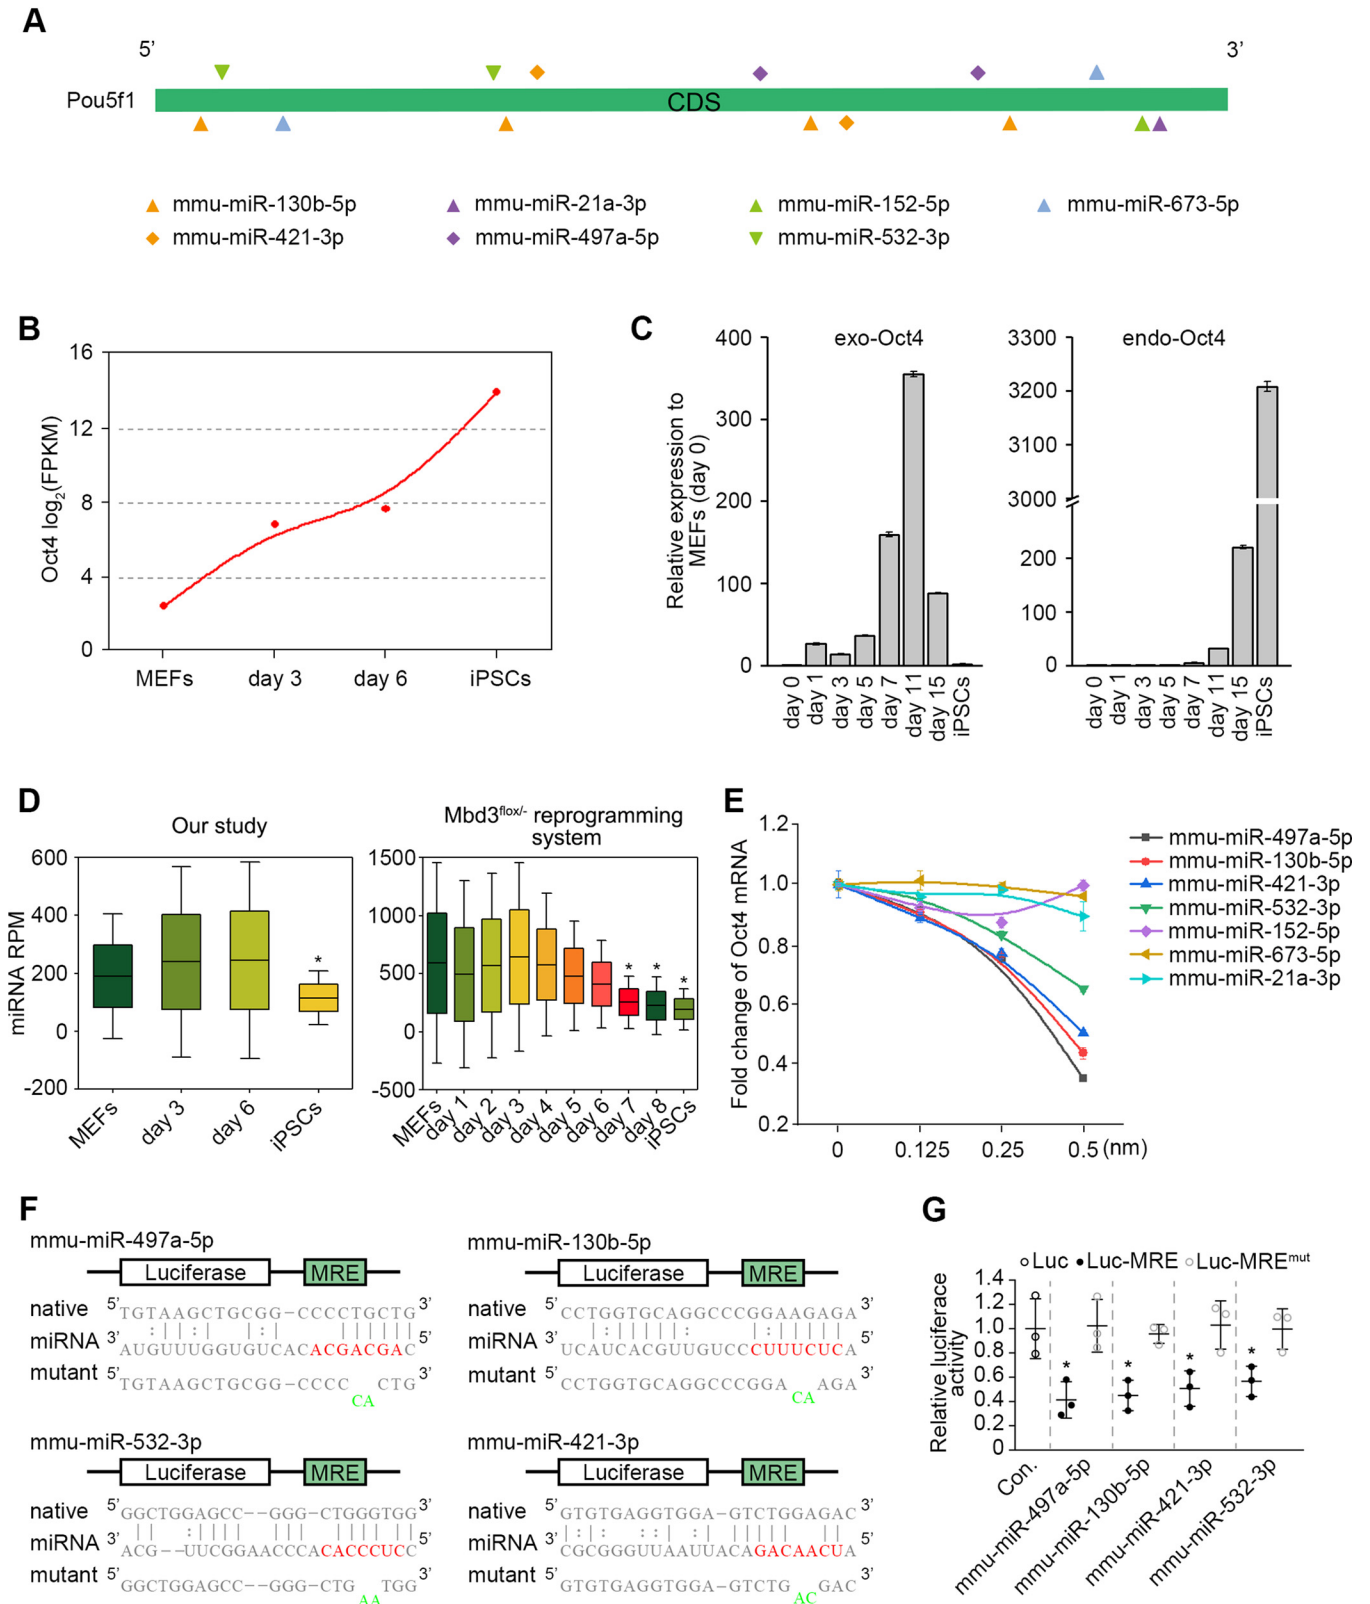 A
5’
3’
Pou5f1
CDS
mmu-miR-130b-5p
mmu-miR-21a-3p
mmu-miR-152-5p
mmu-miR-673-5p
mmu-miR-421-3p
mmu-miR-497a-5p
mmu-miR-532-3p
B
Oct4 log2(FPKM)
16
12
8
4
0
MEFs
day 3
day 6
iPSCs
C
Relative expression to
MEFs (day 0)
exo-Oct4
400
300
200
100
0
day 0
day 1
day 3
day 5
day 7
day 11
day 15
iPSCs
endo-Oct4
3300
3200
3100
3000
200
100
0
day 0
day 1
day 3
day 5
day 7
day 11
day 15
iPSCs
D
miRNA RPM
Our study
600
400
200
0
-200
*
MEFs
day 3
day 6
iPSCs
Mbd3flox/- reprogramming
system
1500
1000
500
0
-500
* * *
MEFs
day 1
day 2
day 3
day 4
day 5
day 6
day 7
day 8
iPSCs
E
Fold change of Oct4 mRNA
1.2
1.0
0.8
0.6
0.4
0.2
0 0.125 0.25 0.5 (nm)
mmu-miR-497a-5p
mmu-miR-130b-5p
mmu-miR-421-3p
mmu-miR-532-3p
mmu-miR-152-5p
mmu-miR-673-5p
mmu-miR-21a-3p
F
mmu-miR-497a-5p
Luciferase MRE
native 5’ TGTAAGCTGCGG-CCCCTGCTG 3’
miRNA 3’ AUGUUUGGUGUCACACGACGAC 5’
mutant 5’ TGTAAGCTGCGG-CCCC CTG 3’
CA
mmu-miR-130b-5p
Luciferase MRE
native 5’ CCTGGTGCAGGCCCGGAAGAGA 3’
miRNA 3’ UCAUCACGUUGUCCCUUUCUCA 5’
mutant 5’ CCTGGTGCAGGCCCGGA AGA 3’
CA
mmu-miR-532-3p
Luciferase MRE
native 5’ GGCTGGAGCC--GGG-CTGGGTGG 3’
miRNA 3’ ACG--UUCGGAACCCACACCCUCC 5’
mutant 5’ GGCTGGAGCC--GGG-CTG TGG 3’
AA
mmu-miR-421-3p
Luciferase MRE
native 5’ GTGTGAGGTGGA-GTCTGGAGAC 3’
miRNA 3’ CGCGGGUUAAUUACAGACAACUA 5’
mutant 5’ GTGTGAGGTGGA-GTCTG GAC 3’
AC
G
Luc Luc-MRE Luc-MREmut
Relative luciferace
activity
1.4
1.2
1.0
0.8
0.6
0.4
0.2
0
* * * *
Con.
mmu-miR-497a-5p
mmu-miR-130b-5p
mmu-miR-421-3p
mmu-miR-532-3p